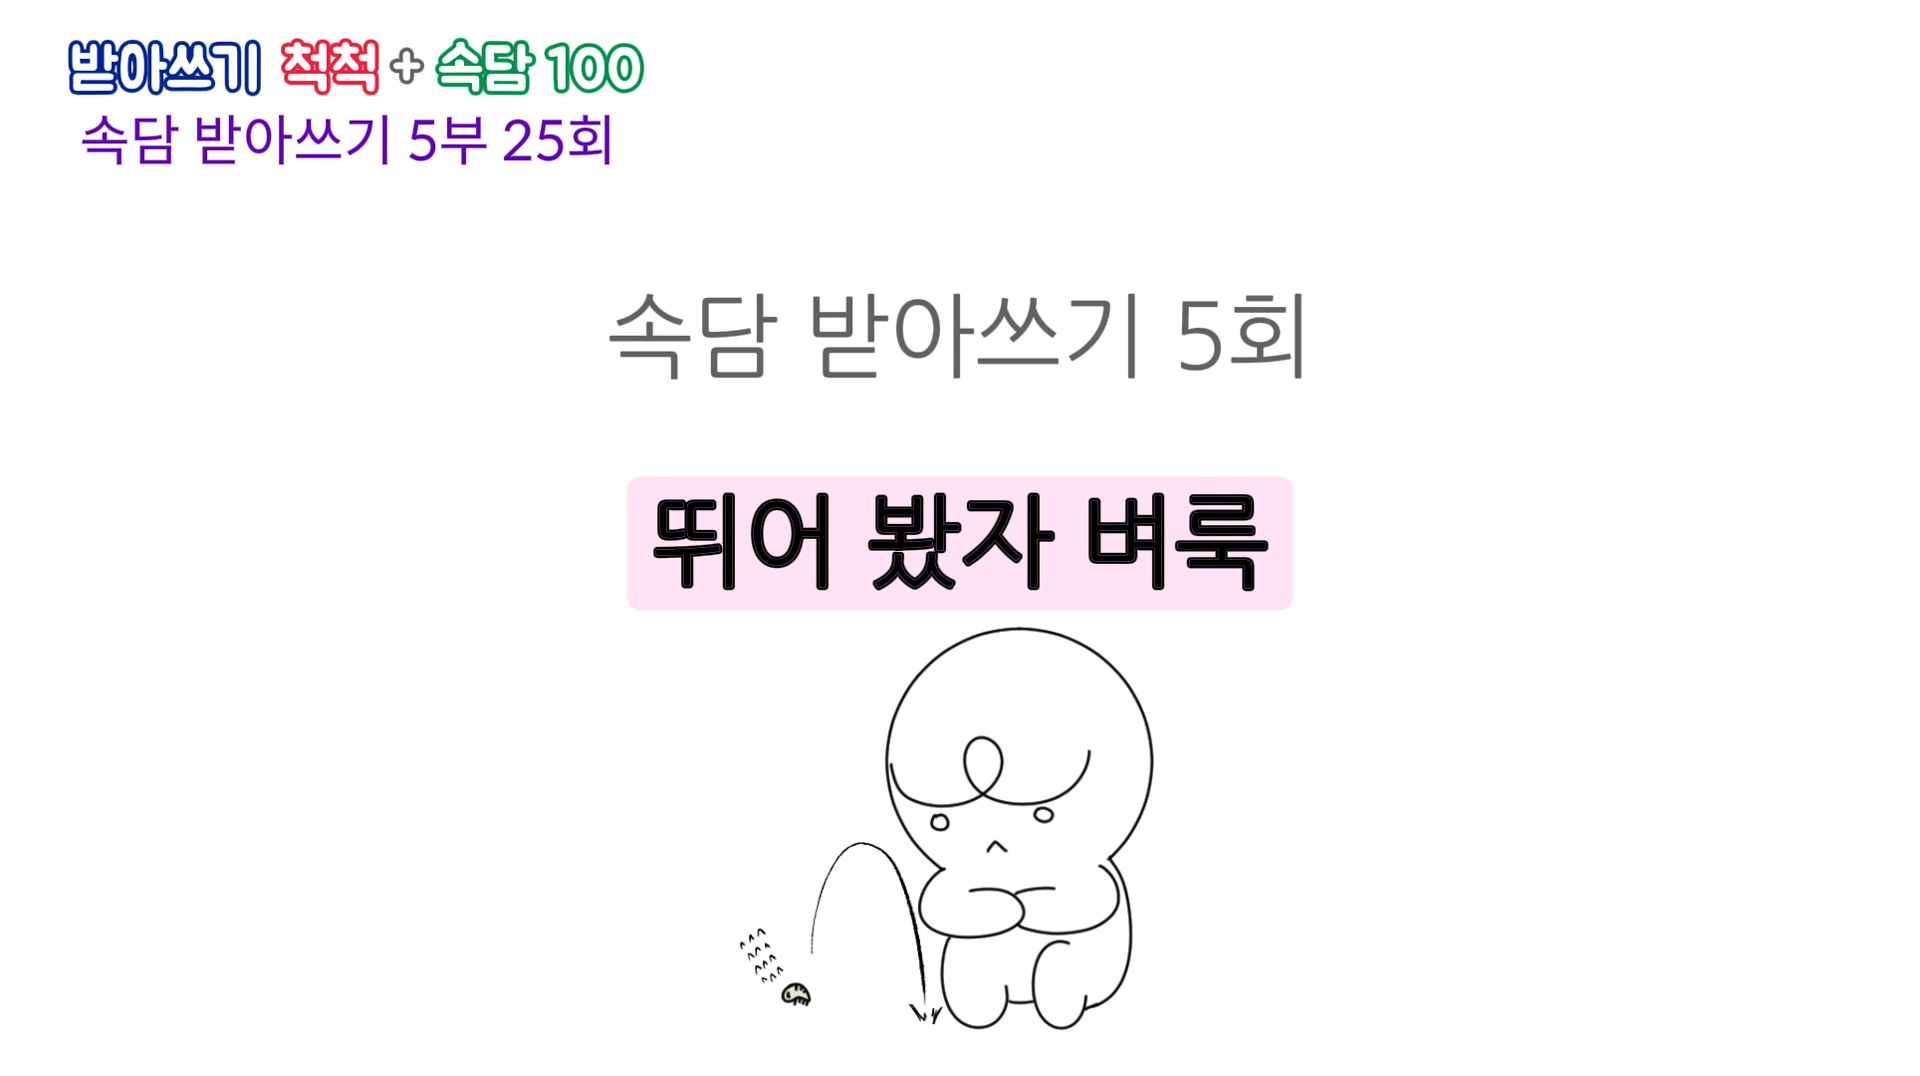 받아쓰기 척척 + 속담 100
속담 받아쓰기 5부 25회
속담 받아쓰기 5회
뛰어 봤자 벼룩